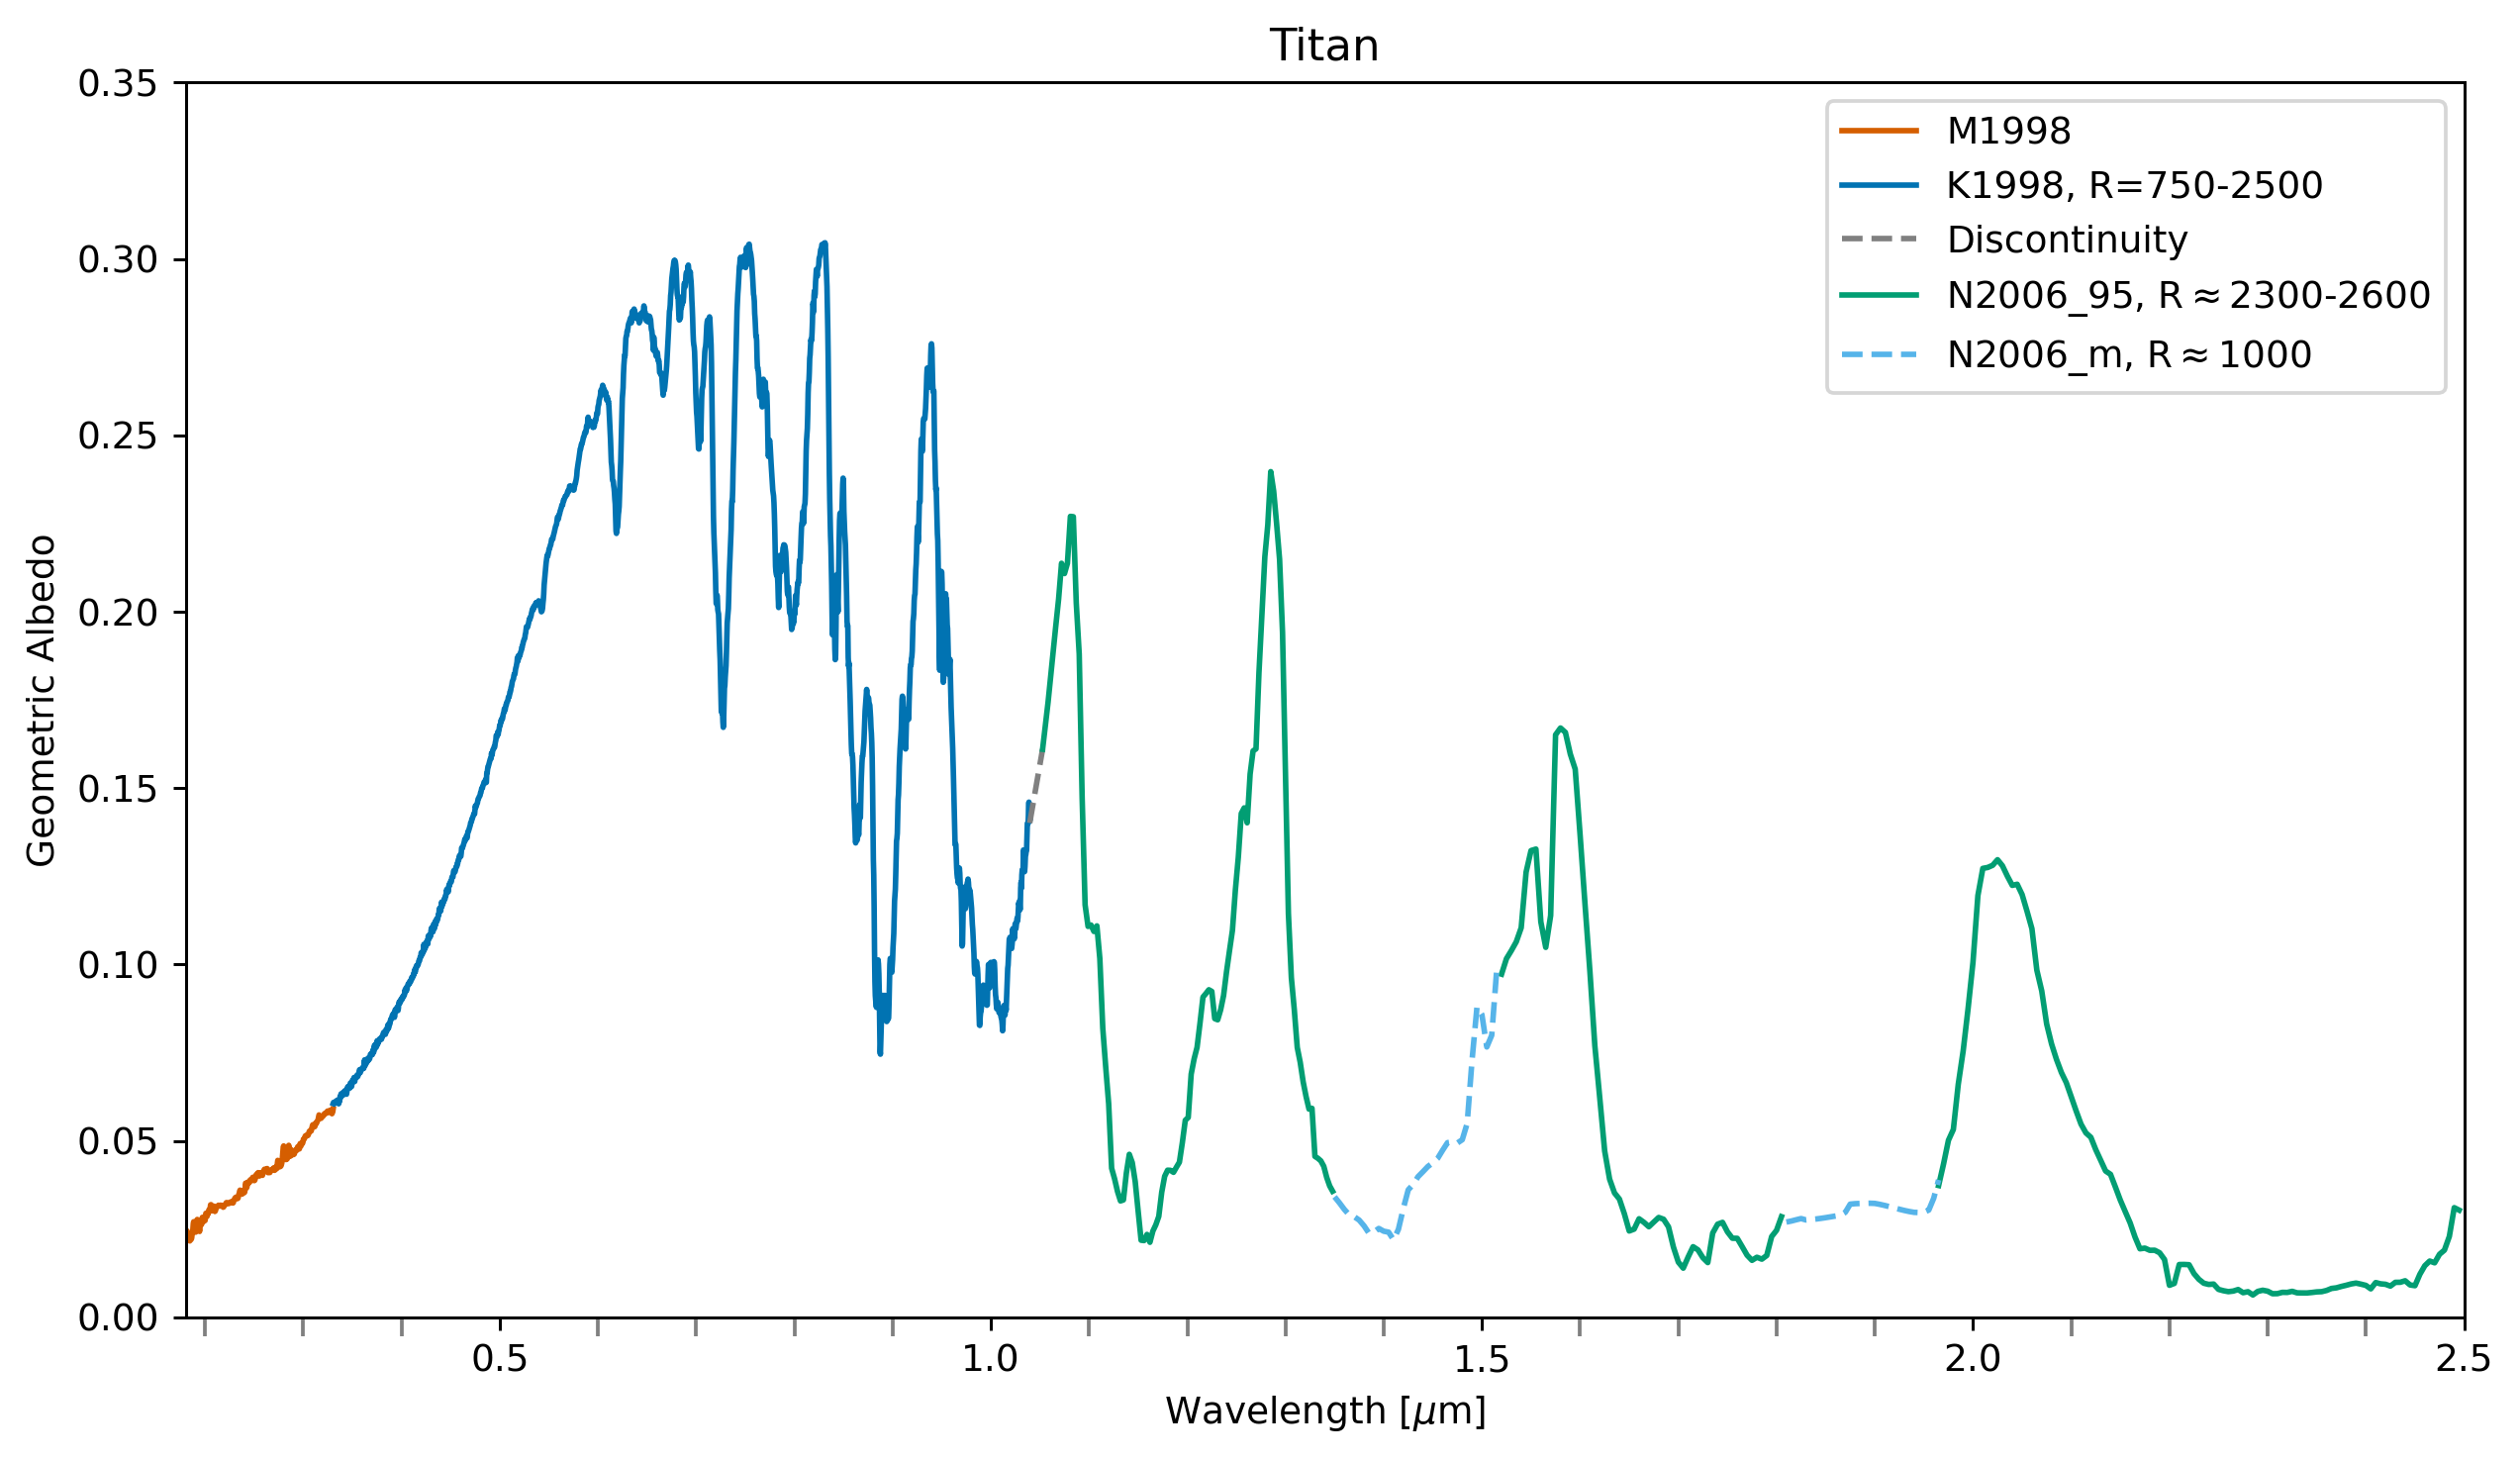 Titan
0.35
0.30
0.25
0.20
0.15
0.10
0.05
0.00
Geometric Albedo
M1998
K1998, R=750-2500
Discontinuity
N2006_95, R≈2300-2600
N2006_m, R≈1000
0.5 1.0 1.5 2.0 2.5
Wavelength [μm]